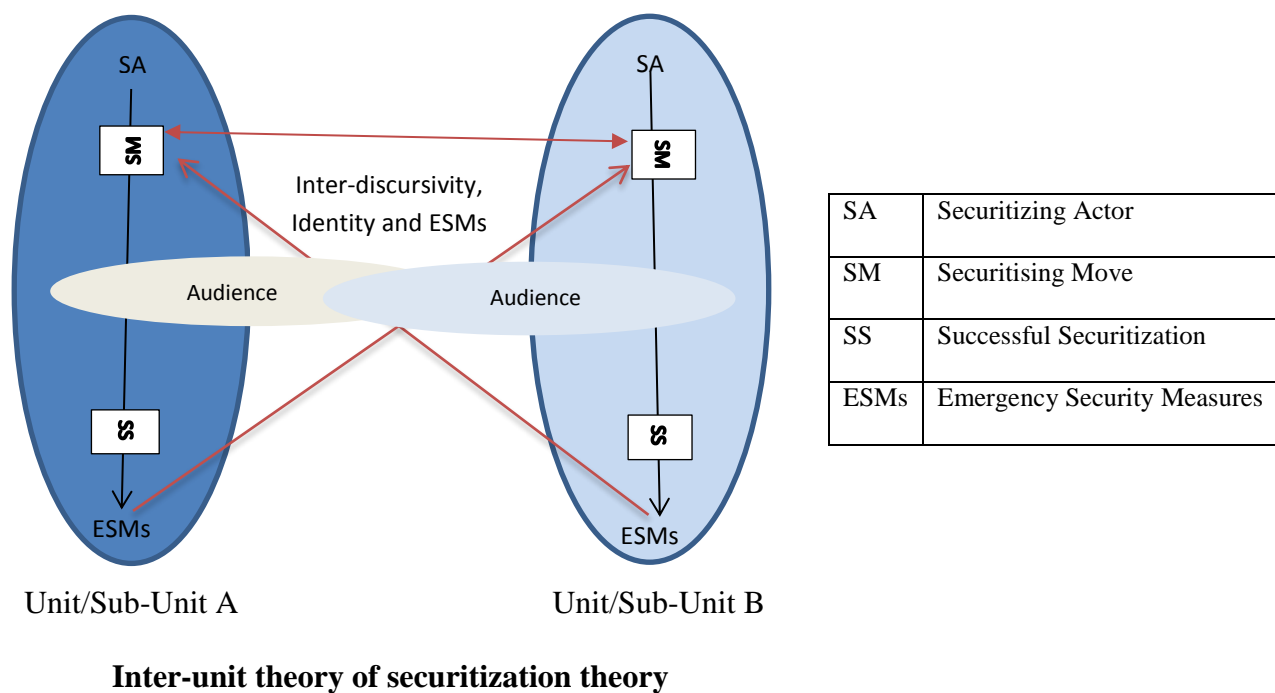 SA
SA
SM
SM
Inter-discursivity,
Identity and ESMs
Audience
Audience
SS
SS
ESMs
ESMs
Unit/Sub-Unit A
Unit/Sub-Unit B
SA Securitizing Actor
SM Securitising Move
SS Successful Securitization
ESMs Emergency Security Measures
Inter-unit theory of securitization theory